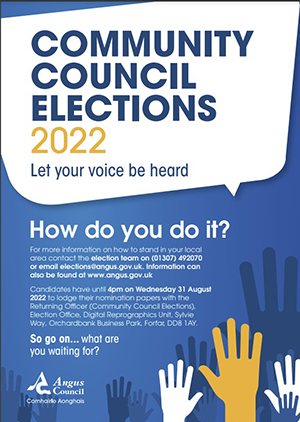 COMMUNITY
COUNCIL
ELECTIONS
2022
Let your voice be heard
How do you do it?
For more information on how to stand in your local
area contact the election team on (01307) 492070
or email elections@angus.gov.uk. Information can
also be found at www.angus.gov.uk
Candidates have until 4pm on Wednesday 31 August
2022 to lodge their nomination papers with the
Returning Officer (Community Council Elections),
Election Office, Digital Reprographics Unit, Sylvie
Way, Orchardbank Business Park, Forfar, DD8 1AY.
So go on... what are
you waiting for?
Angus
Council
Comhairle Aonghais